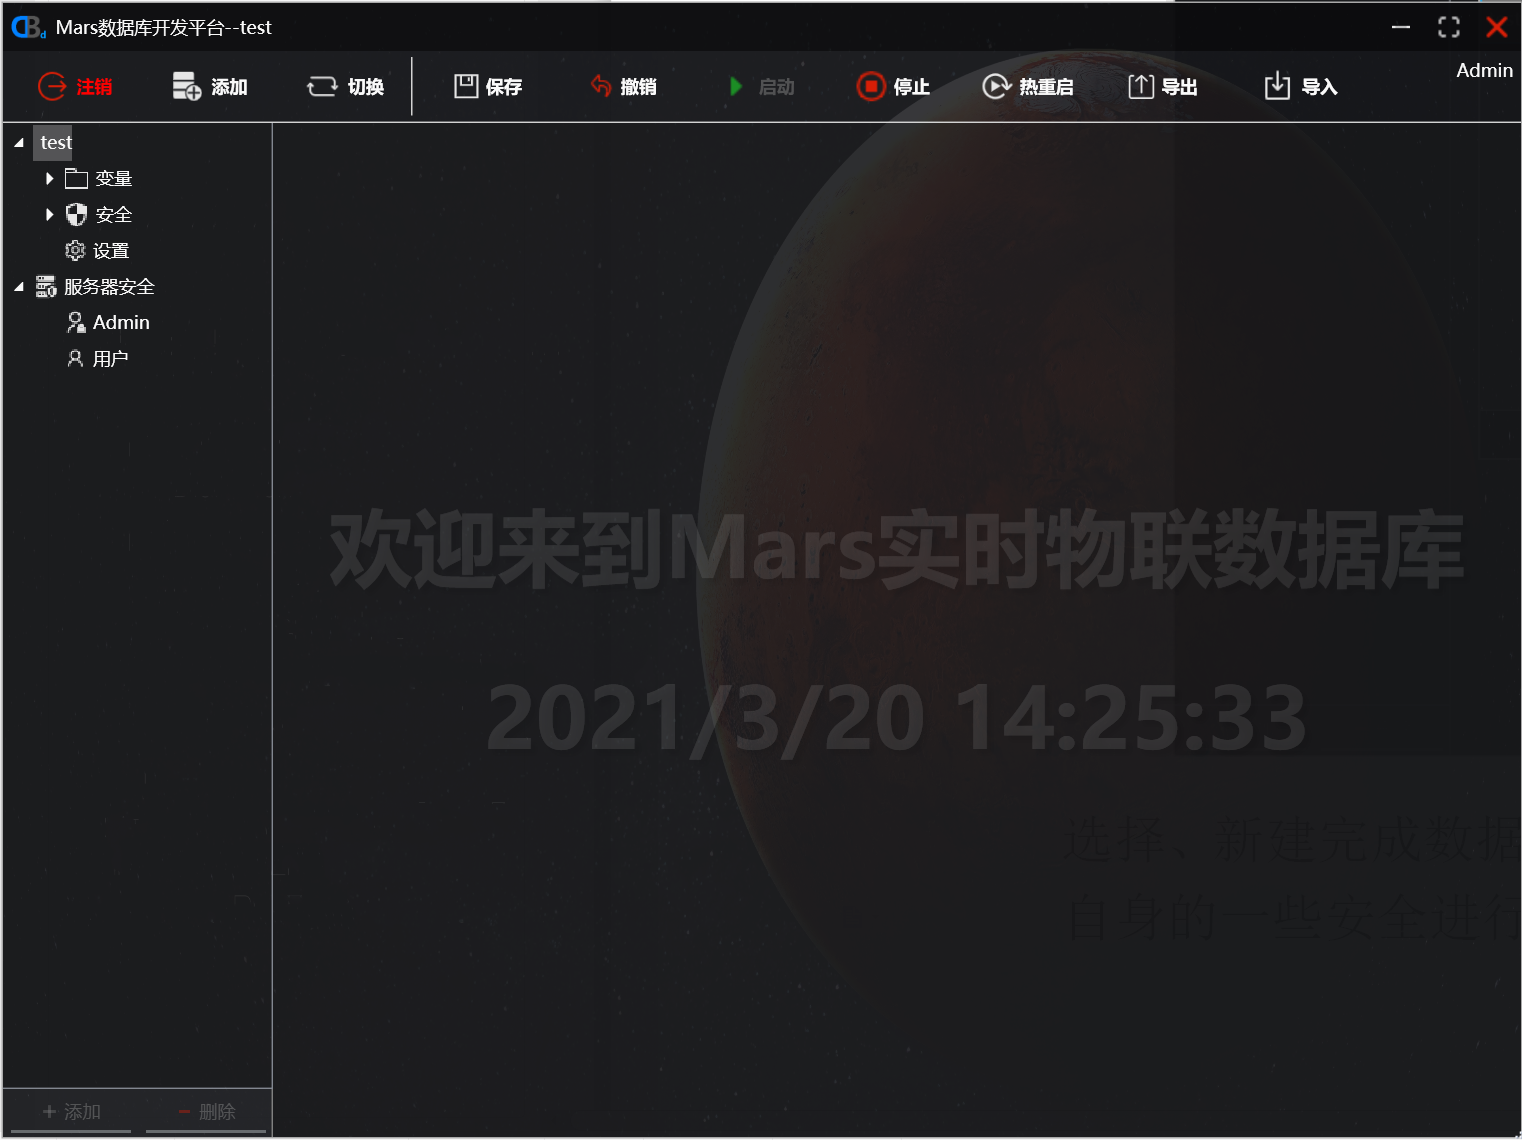 DBd Mars数据库开发平台--test
注销 添加 切换 保存 撤销 启动 停止 热重启 导出 导入 Admin
test
变量
安全
设置
服务器安全
Admin
用户
欢迎来到Mars实时物联数据库
2021/3/20 14:25:33
选择、新建完成数据
自身的一些安全进行
添加 删除